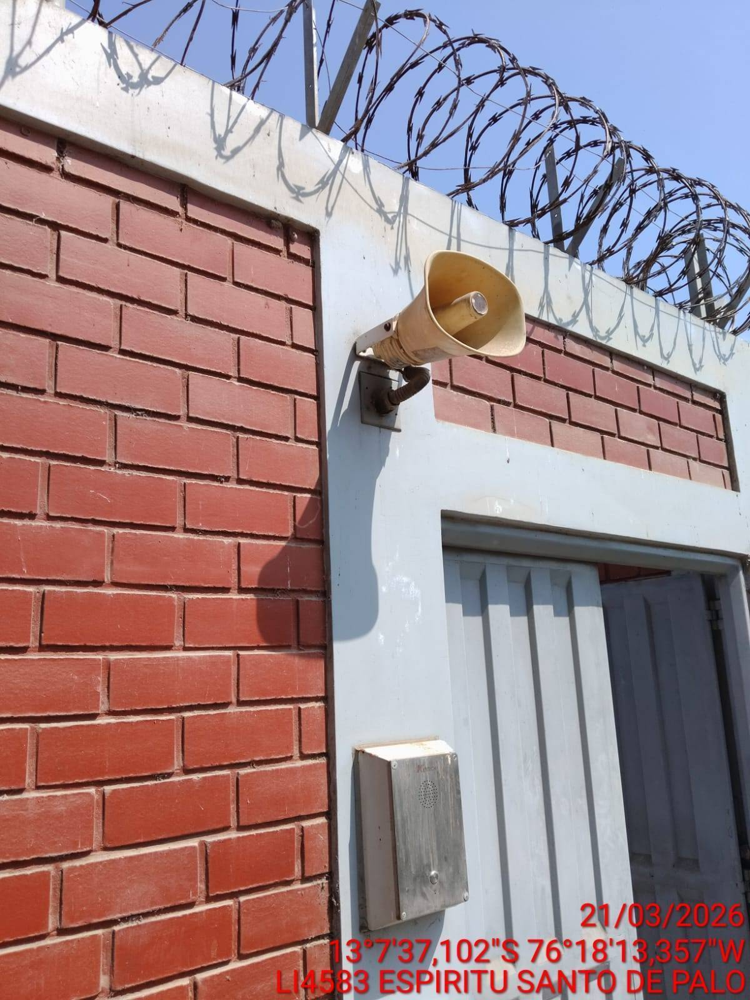 21/03/2026
13°7'37,102"S 76°18'13,357"W
LI4583 ESPIRITU SANTO DE PALO